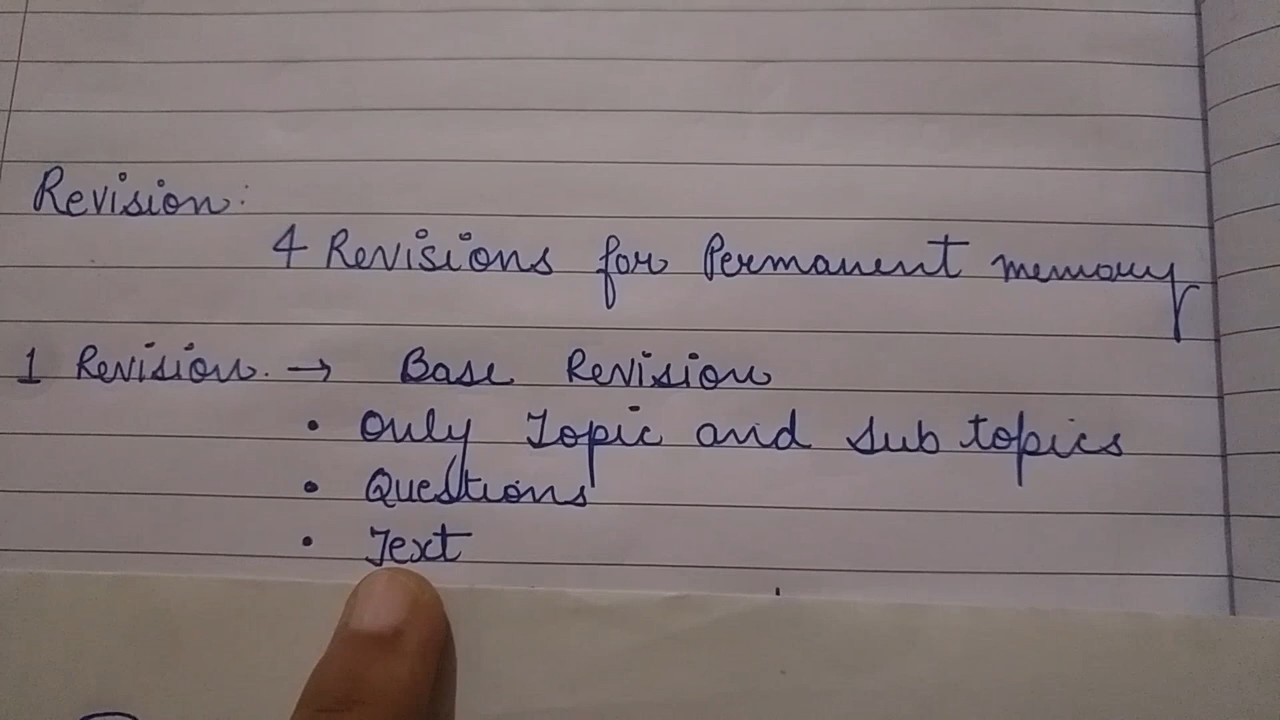 Revision:
4 Revisions for Permanent memory
1 Revision. → Base Revision
• Only Topic and Sub topics
• Questions
• Text